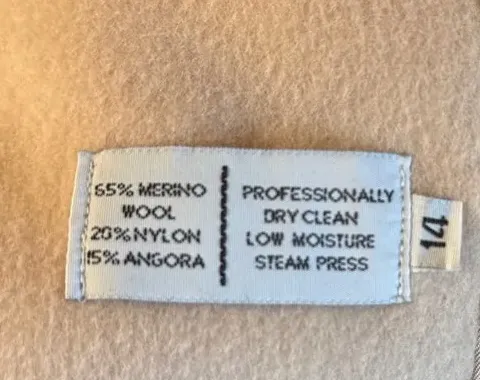 65% MERINO
WOOL
20% NYLON
15% ANGORA
PROFESSIONALLY
DRY CLEAN
LOW MOISTURE
STEAM PRESS
14